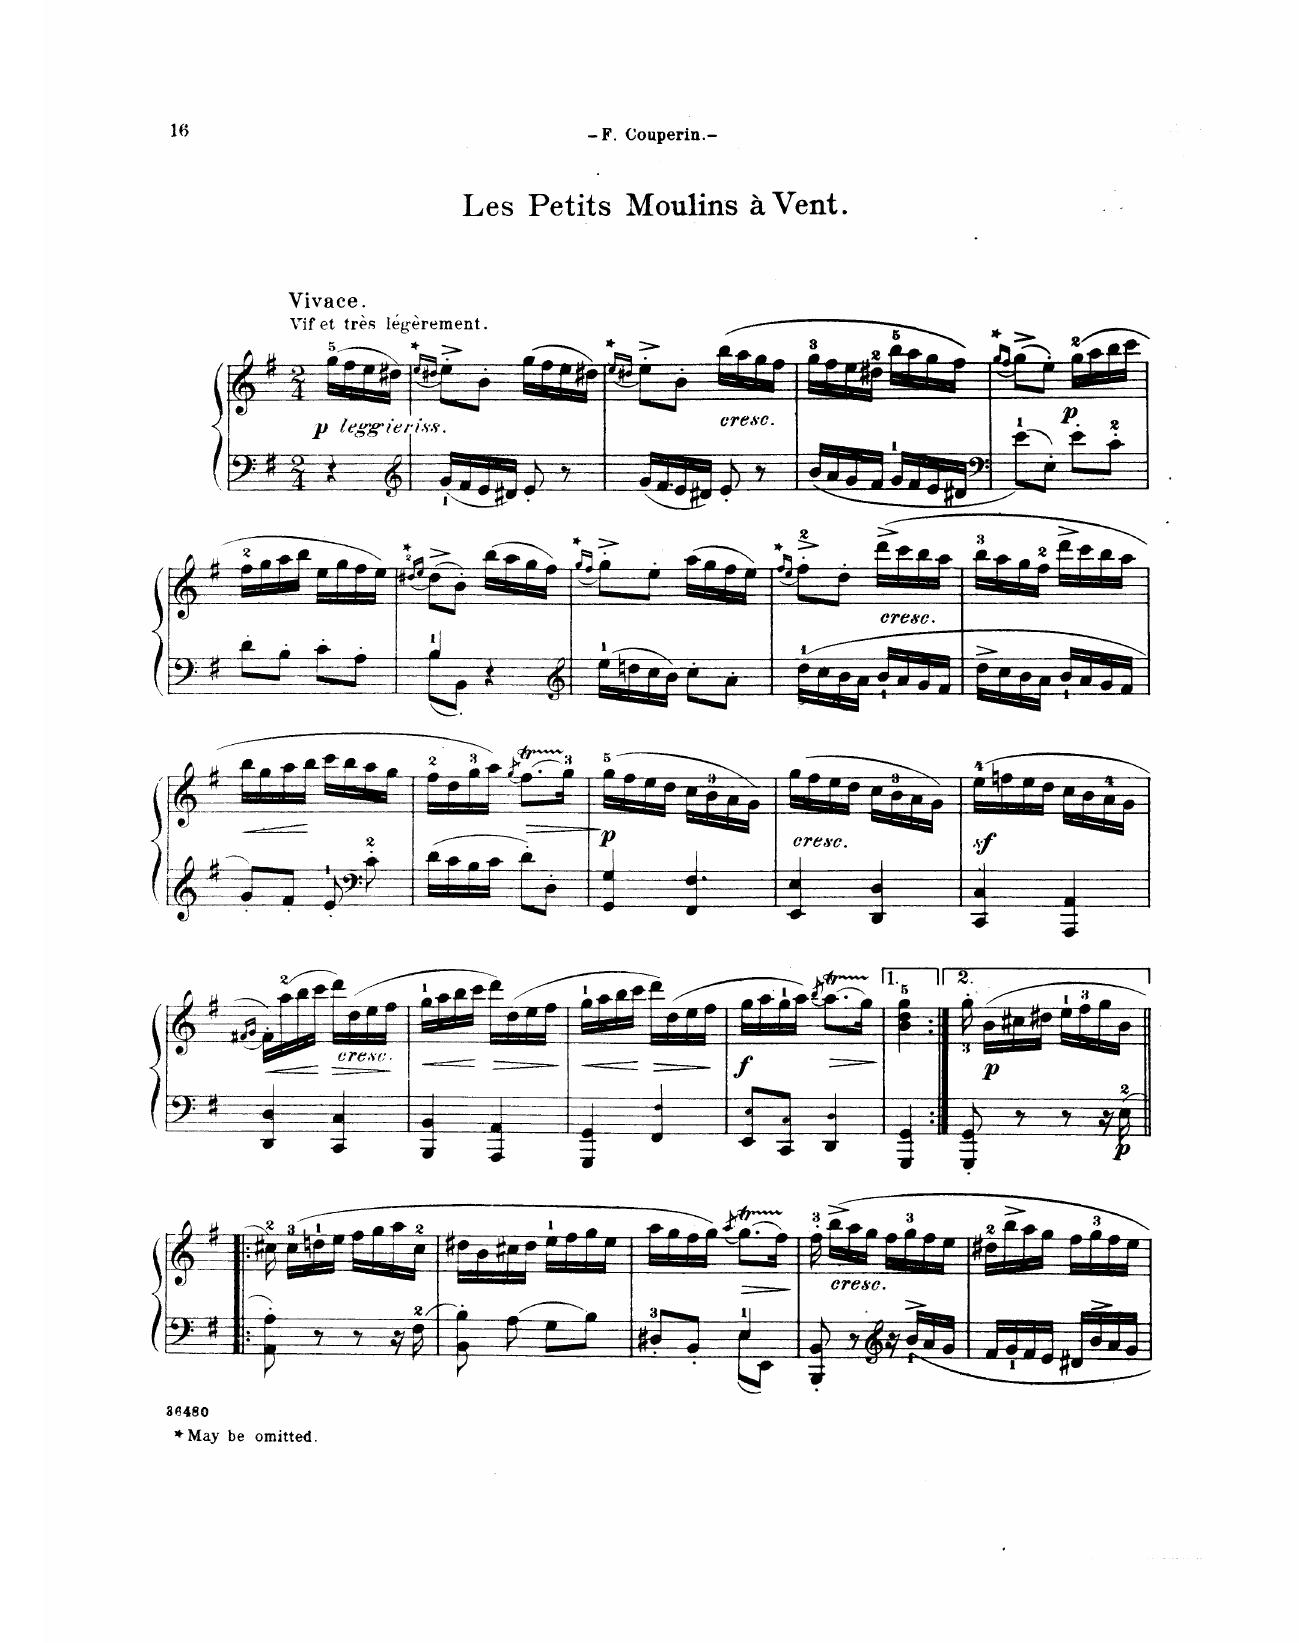 16
- F. Couperin. -
Les Petits Moulins à Vent.
Vivace.
Vif et très légèrement.
p leggieriss.
cresc.
p
cresc.
p
cresc.
sf
1.
2.
cresc.
f
p
p
cresc.
36480
* May be omitted.